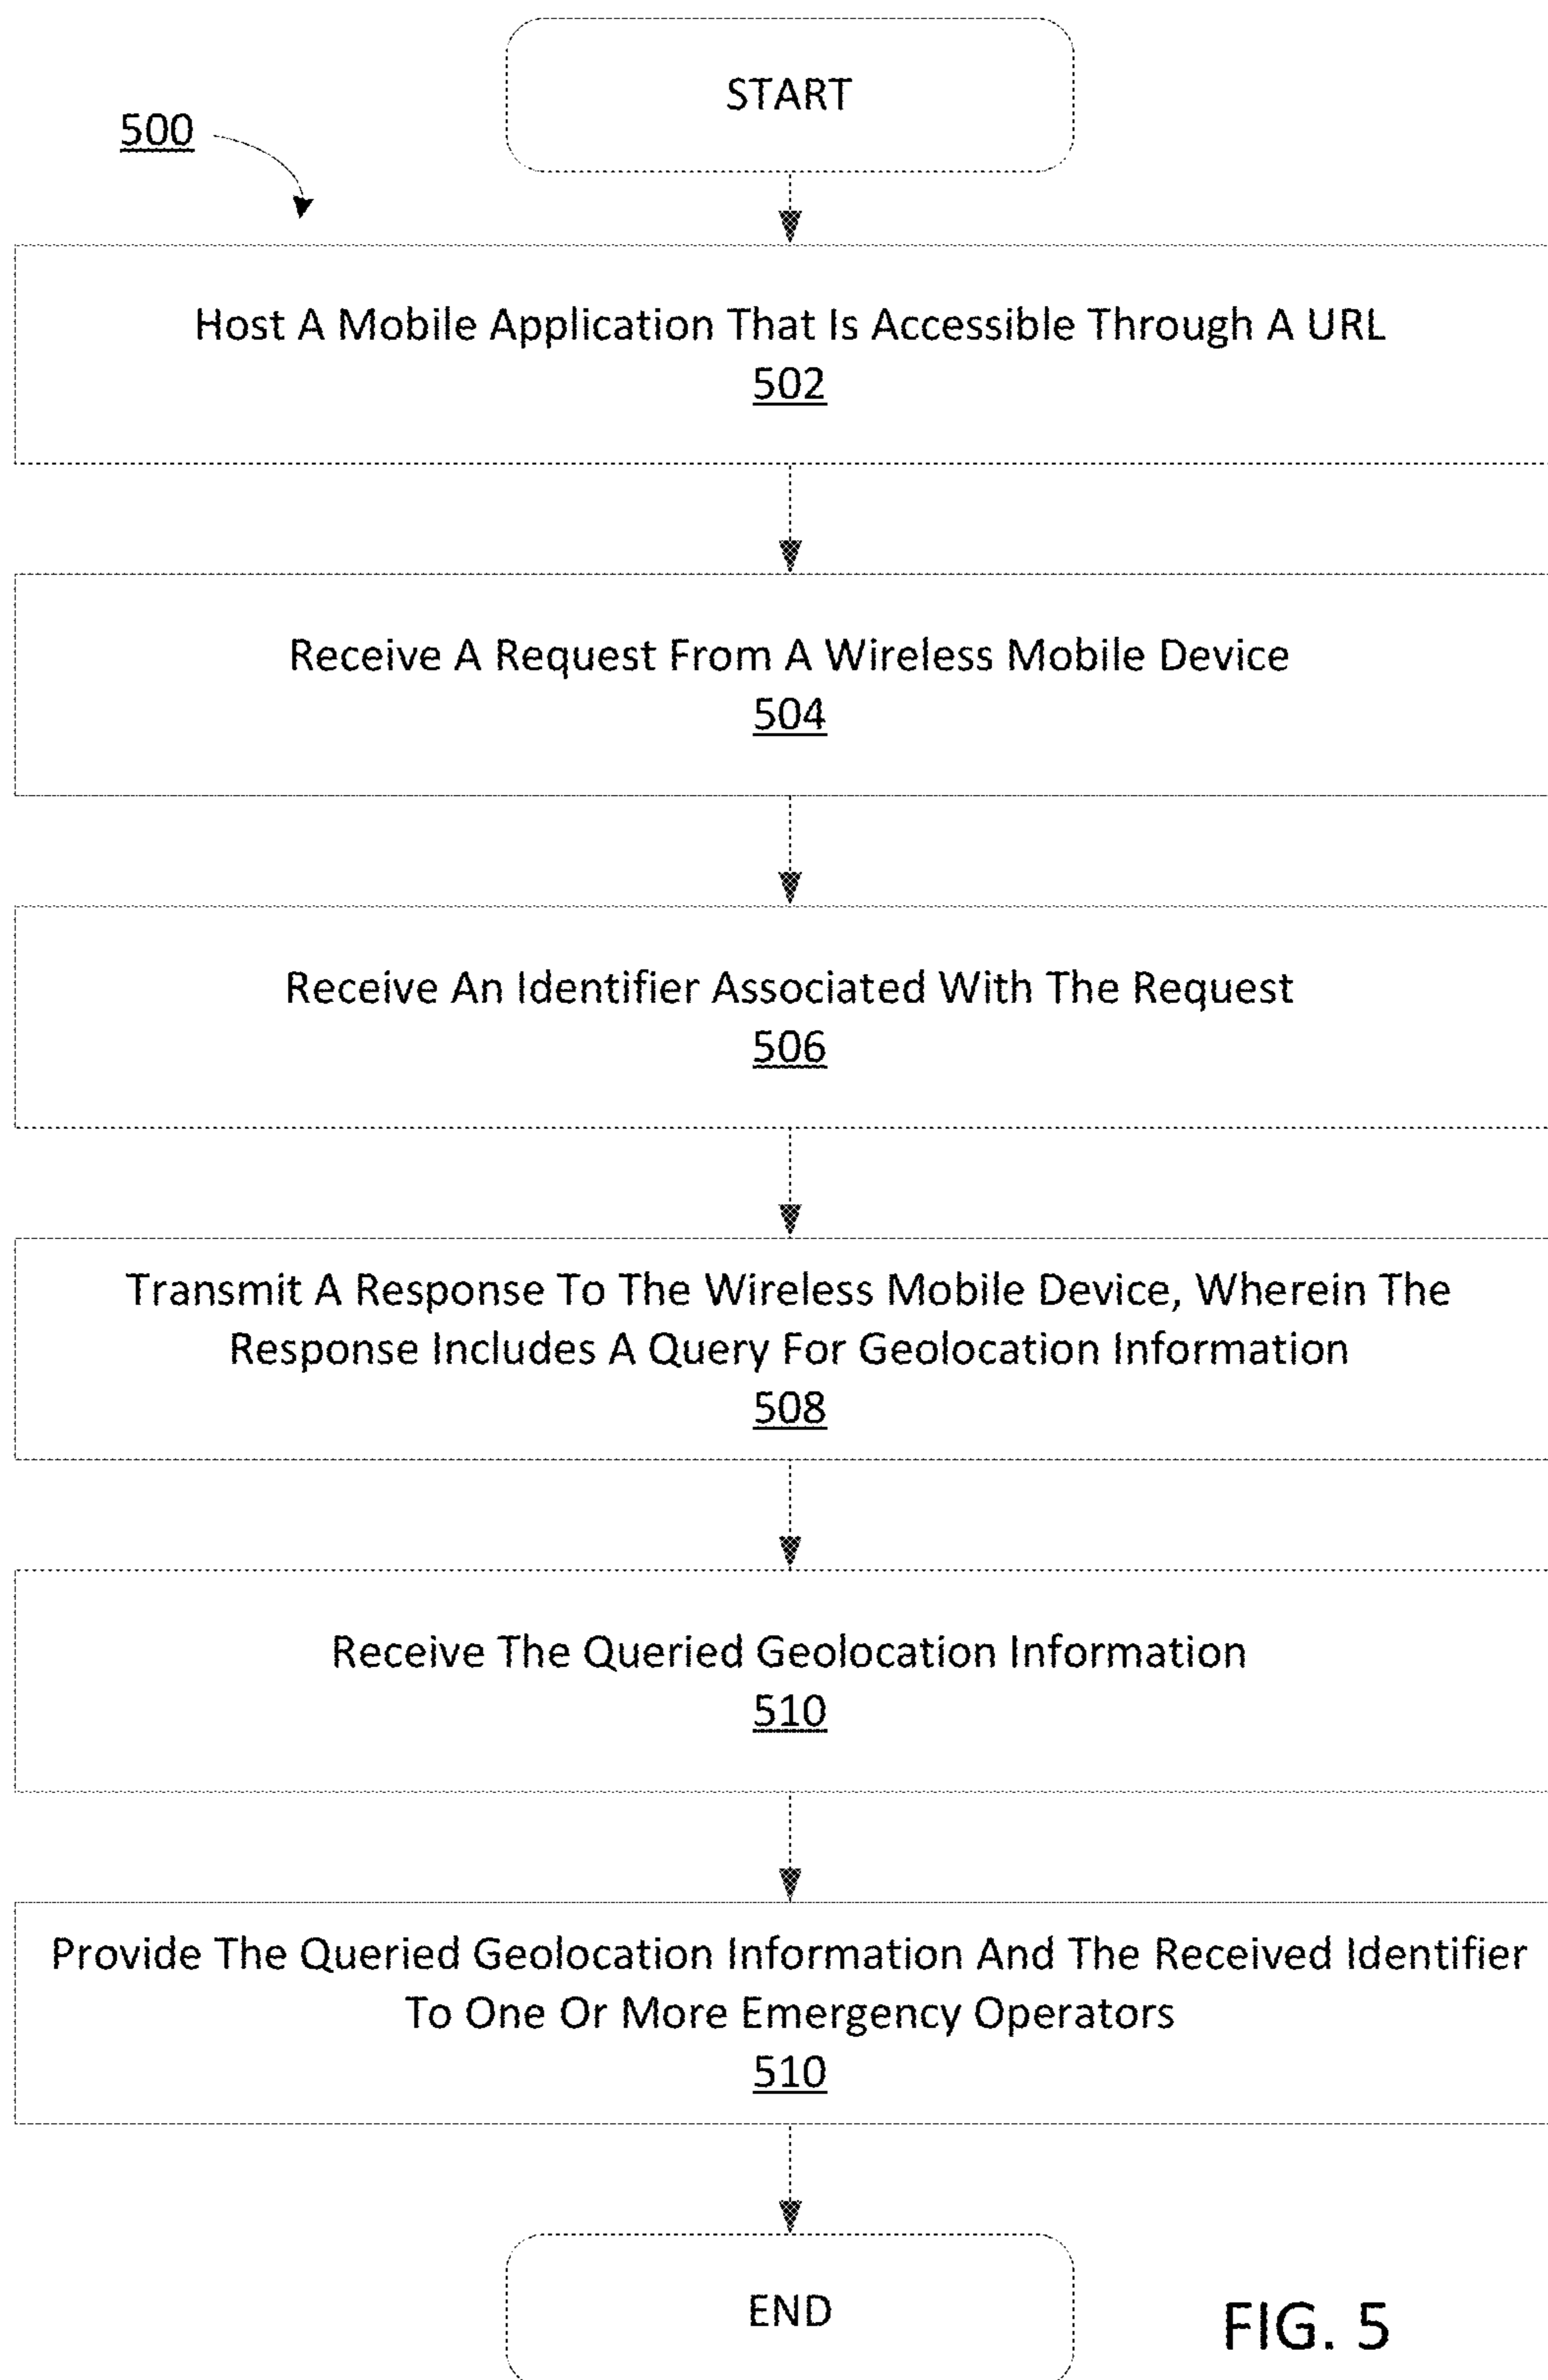 START
500
Host A Mobile Application That Is Accessible Through A URL
502
Receive A Request From A Wireless Mobile Device
504
Receive An Identifier Associated With The Request
506
Transmit A Response To The Wireless Mobile Device, Wherein The
Response Includes A Query For Geolocation Information
508
Receive The Queried Geolocation Information
510
Provide The Queried Geolocation Information And The Received Identifier
To One Or More Emergency Operators
510
END
FIG. 5